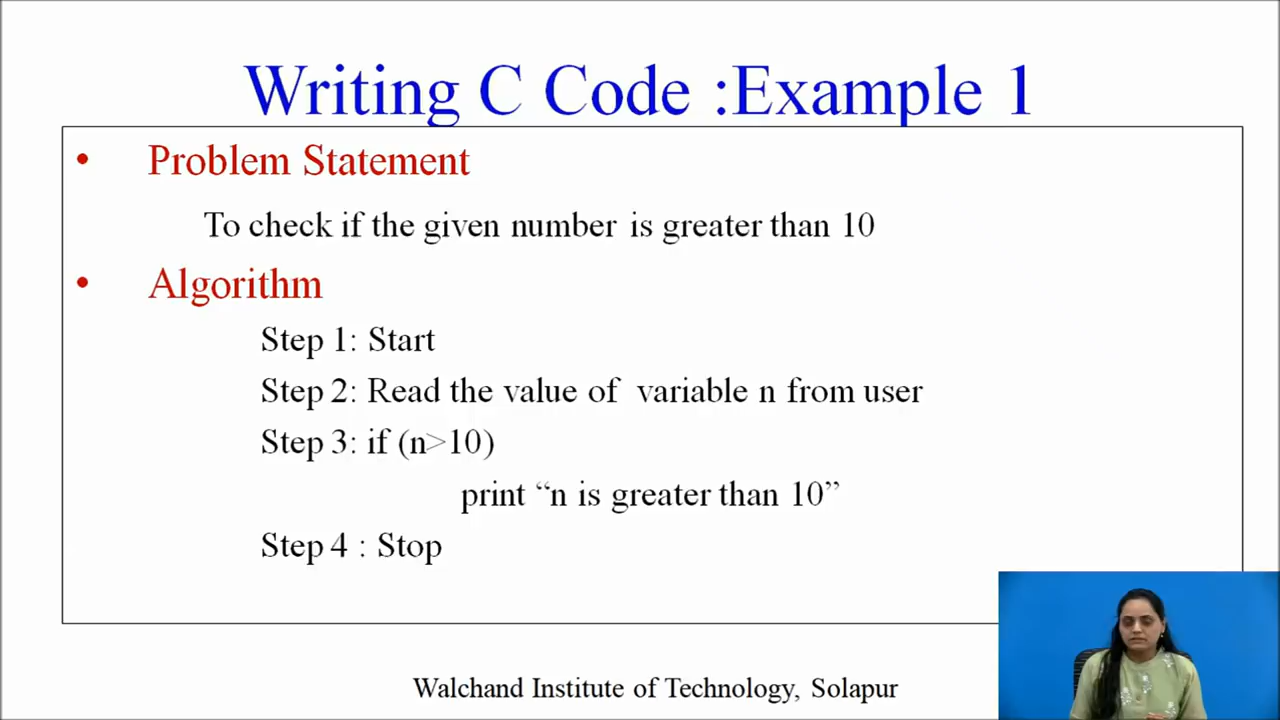 Writing C Code :Example 1
• Problem Statement
To check if the given number is greater than 10
• Algorithm
Step 1: Start
Step 2: Read the value of variable n from user
Step 3: if (n>10)
print “n is greater than 10”
Step 4 : Stop
Walchand Institute of Technology, Solapur